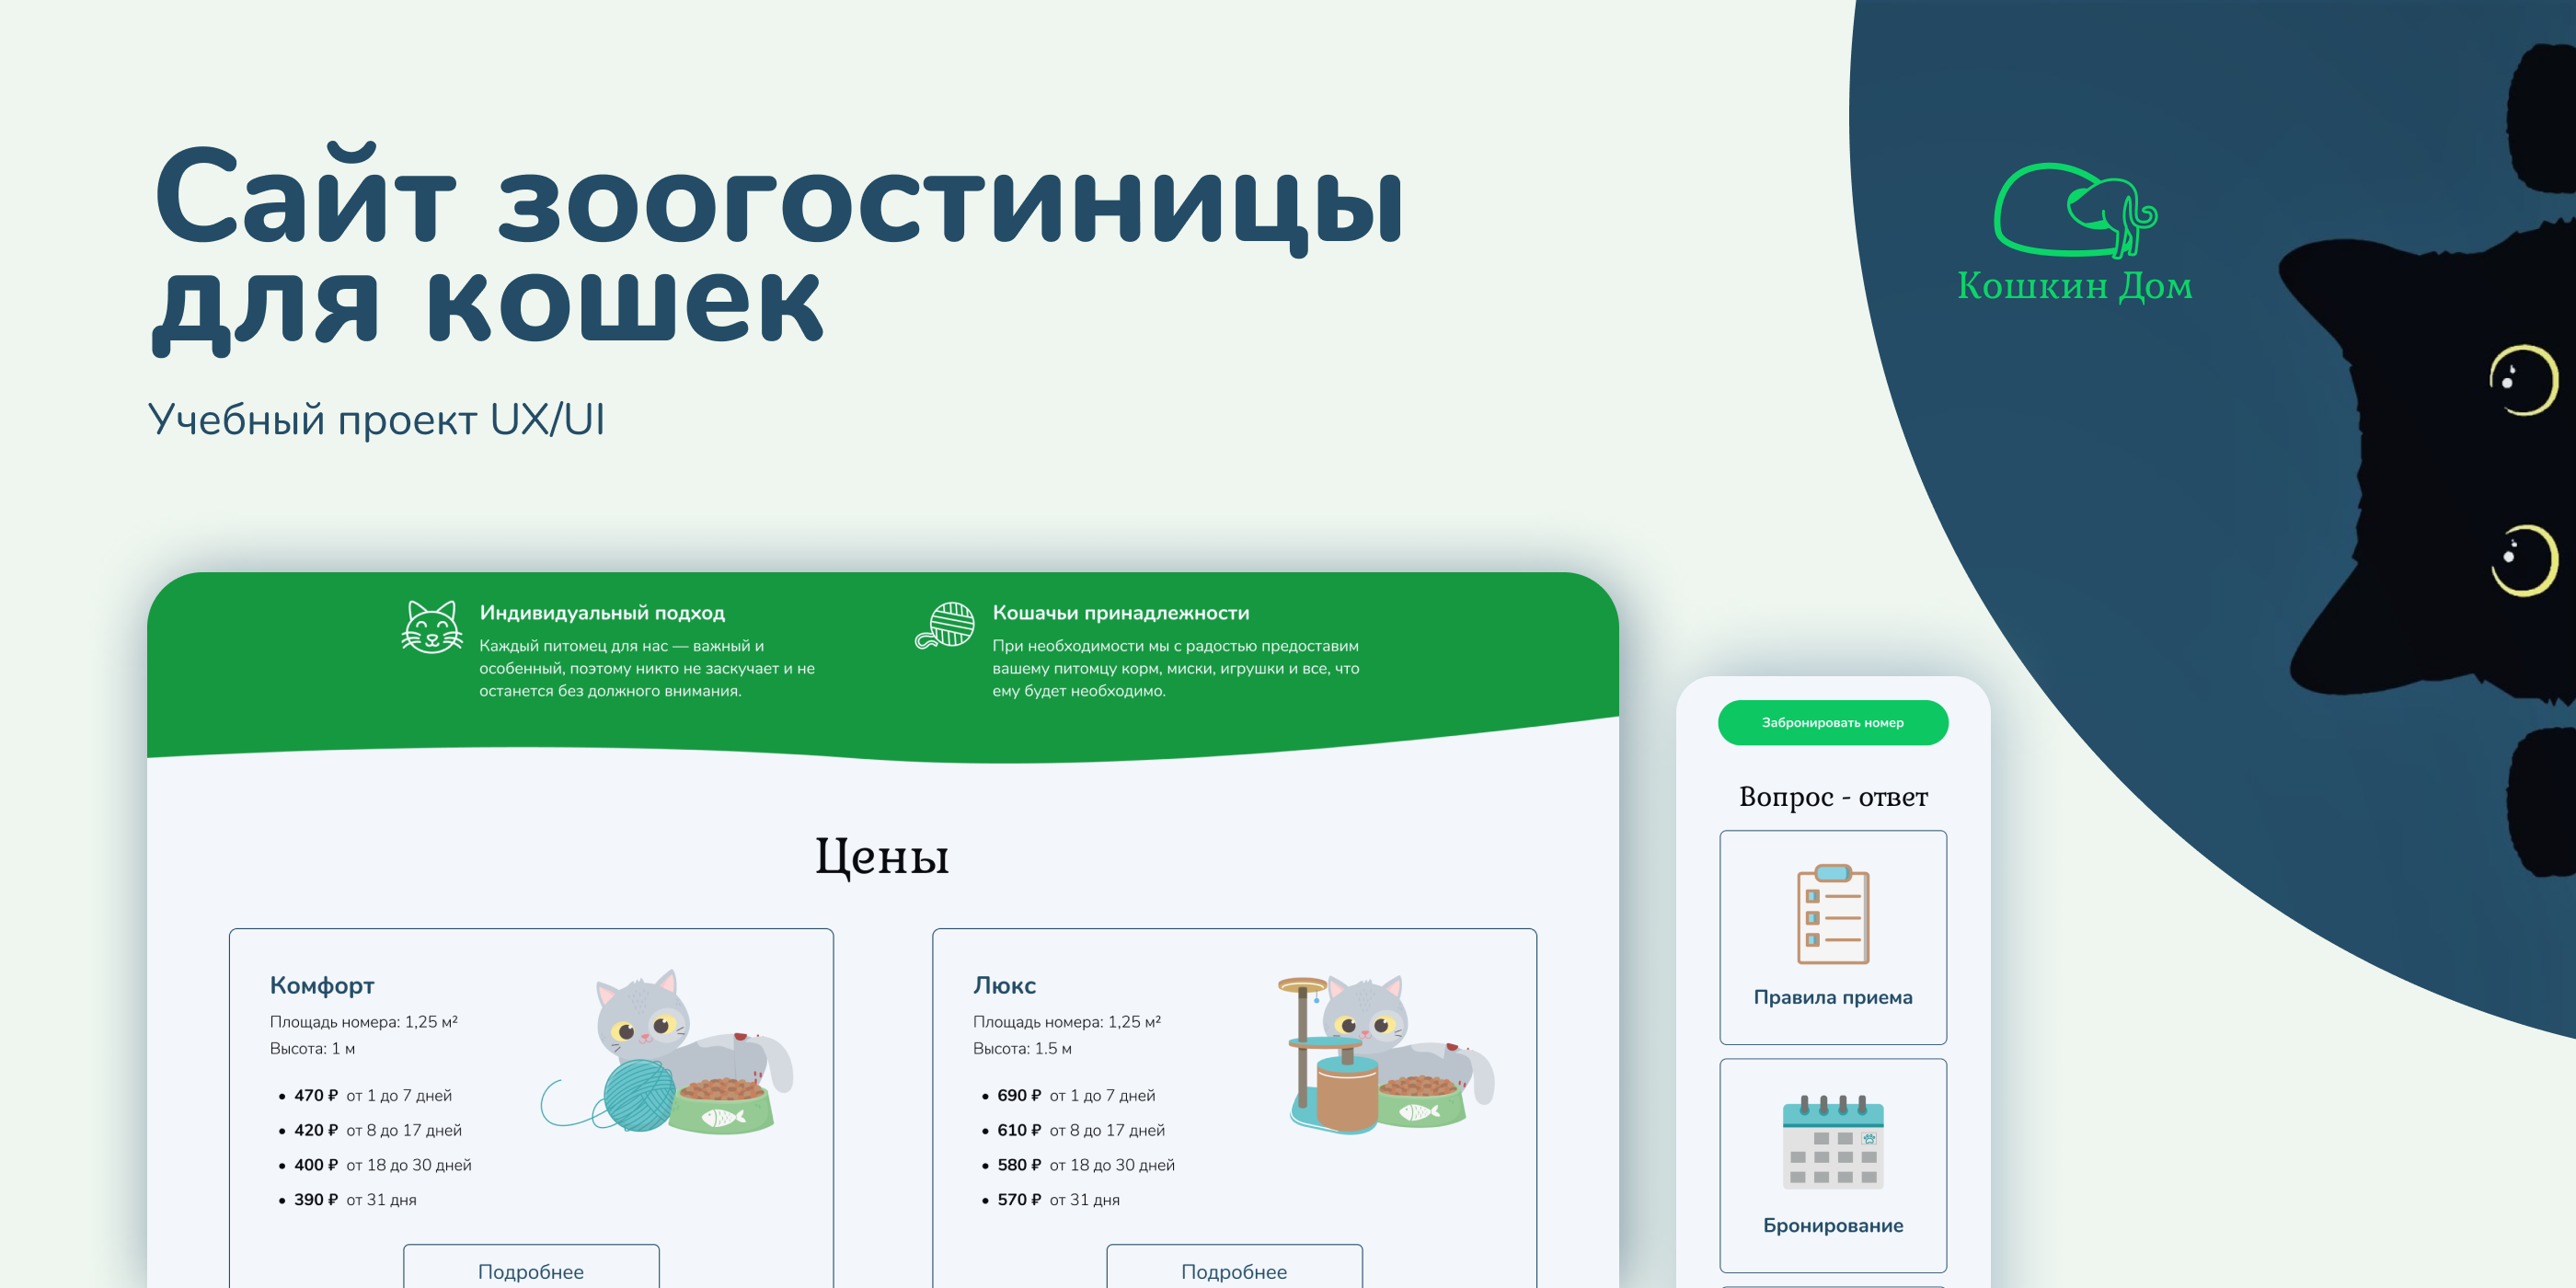 Сайт зоогостиницы
для кошек
Учебный проект UX/UI
Кошкин Дом
Индивидуальный подход
Каждый питомец для нас — важный и
особенный, поэтому никто не заскучает и не
останется без должного внимания.
Кошачьи принадлежности
При необходимости мы с радостью предоставим
вашему питомцу корм, миски, игрушки и все, что
ему будет необходимо.
Цены
Комфорт
Площадь номера: 1,25 м²
Высота: 1 м
• 470 ₽ от 1 до 7 дней
• 420 ₽ от 8 до 17 дней
• 400 ₽ от 18 до 30 дней
• 390 ₽ от 31 дня
Подробнее
Люкс
Площадь номера: 1,25 м²
Высота: 1.5 м
• 690 ₽ от 1 до 7 дней
• 610 ₽ от 8 до 17 дней
• 580 ₽ от 18 до 30 дней
• 570 ₽ от 31 дня
Подробнее
Забронировать номер
Вопрос - ответ
Правила приема
Бронирование